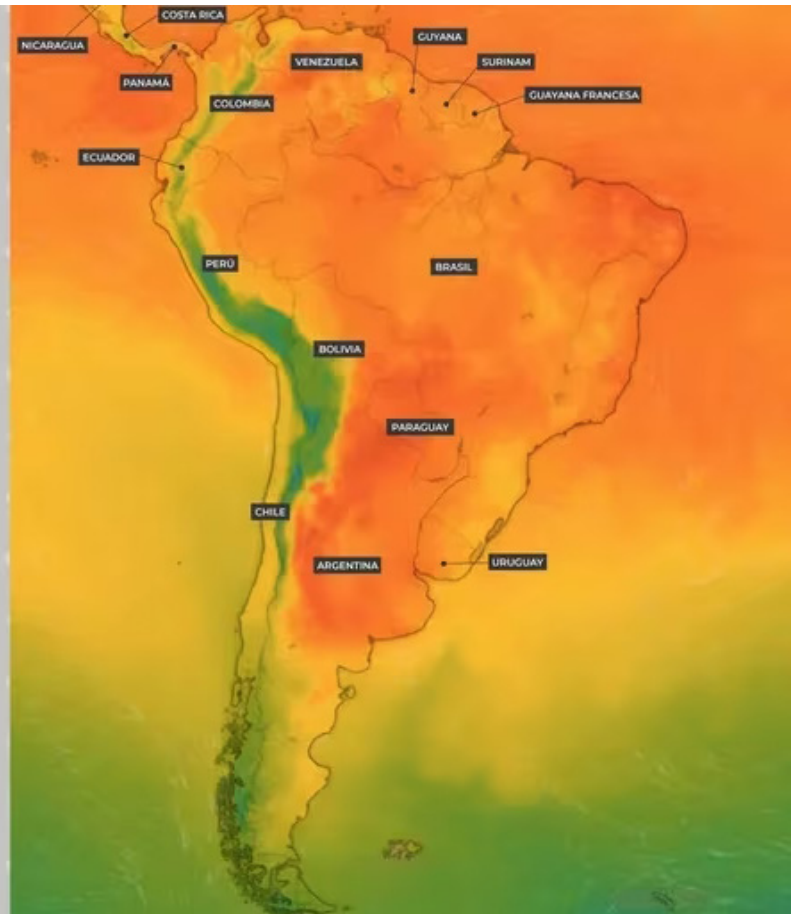 COSTA RICA
NICARAGUA
PANAMÁ
GUYANA
VENEZUELA
SURINAM
COLOMBIA
GUAYANA FRANCESA
ECUADOR
PERÚ
BRASIL
BOLIVIA
PARAGUAY
CHILE
ARGENTINA
URUGUAY